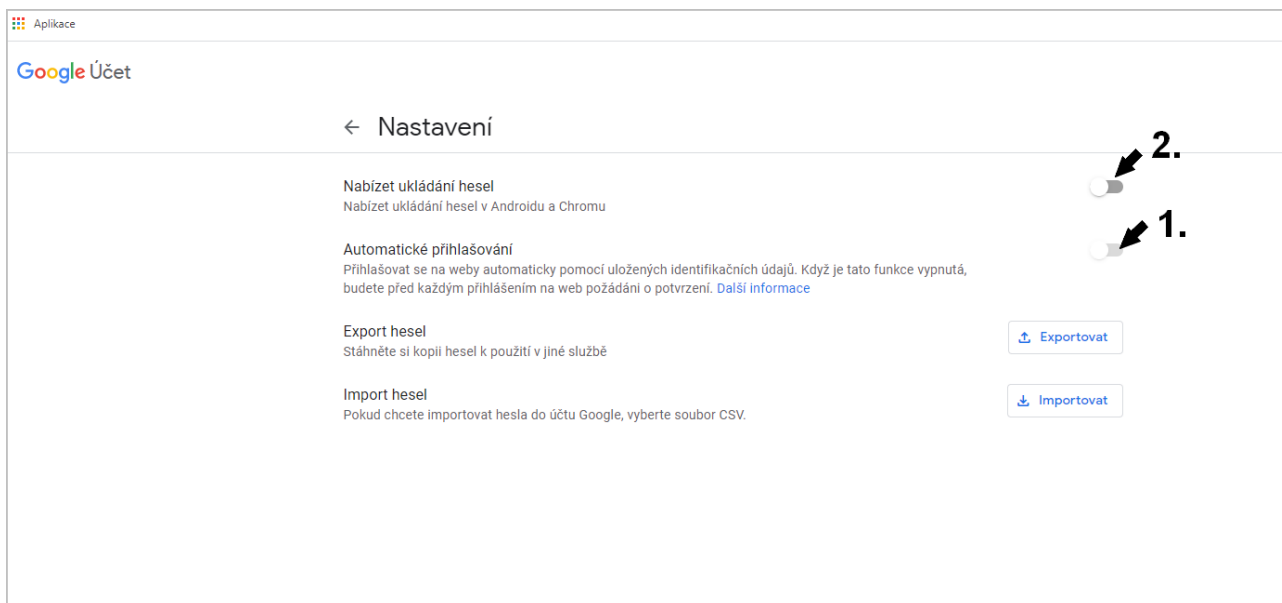 Aplikace
Google Účet
← Nastavení
2.
Nabízet ukládání hesel
Nabízet ukládání hesel v Androidu a Chromu
1.
Automatické přihlašování
Přihlašovat se na weby automaticky pomocí uložených identifikačních údajů. Když je tato funkce vypnutá,
budete před každým přihlášením na web požádáni o potvrzení. Další informace
Export hesel
Stáhněte si kopii hesel k použití v jiné službě
Exportovat
Import hesel
Pokud chcete importovat hesla do účtu Google, vyberte soubor CSV.
Importovat